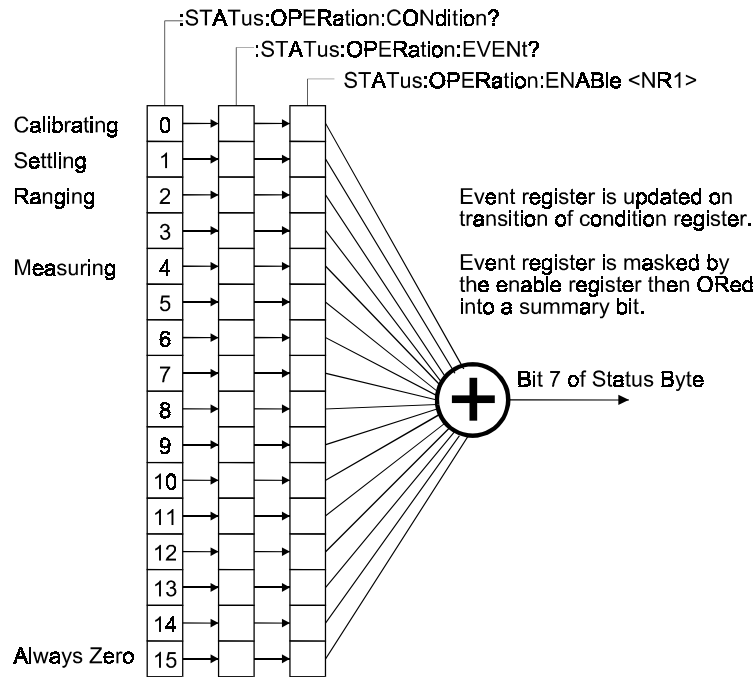 :STATus:OPERation:CONdition?
:STATus:OPERation:EVENt?
STATus:OPERation:ENABle <NR1>
Calibrating 0
Settling 1
Ranging 2
3
Measuring 4
5
6
7
8
9
10
11
12
13
14
Always Zero 15
Event register is updated on
transition of condition register.
Event register is masked by
the enable register then ORed
into a summary bit.
+
Bit 7 of Status Byte